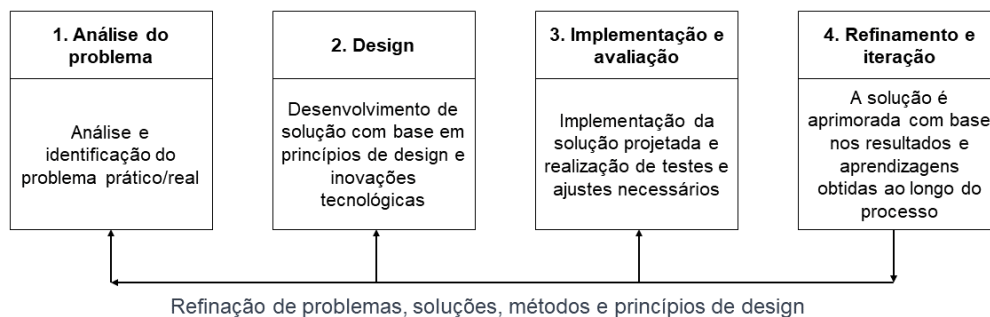 1. Análise do
problema
Análise e
identificação do
problema prático/real
2. Design
Desenvolvimento de
solução com base em
princípios de design e
inovações
tecnológicas
3. Implementação e
avaliação
Implementação da
solução projetada e
realização de testes e
ajustes necessários
4. Refinamento e
iteração
A solução é
aprimorada com base
nos resultados e
aprendizagens
obtidas ao longo do
processo
Refinação de problemas, soluções, métodos e princípios de design